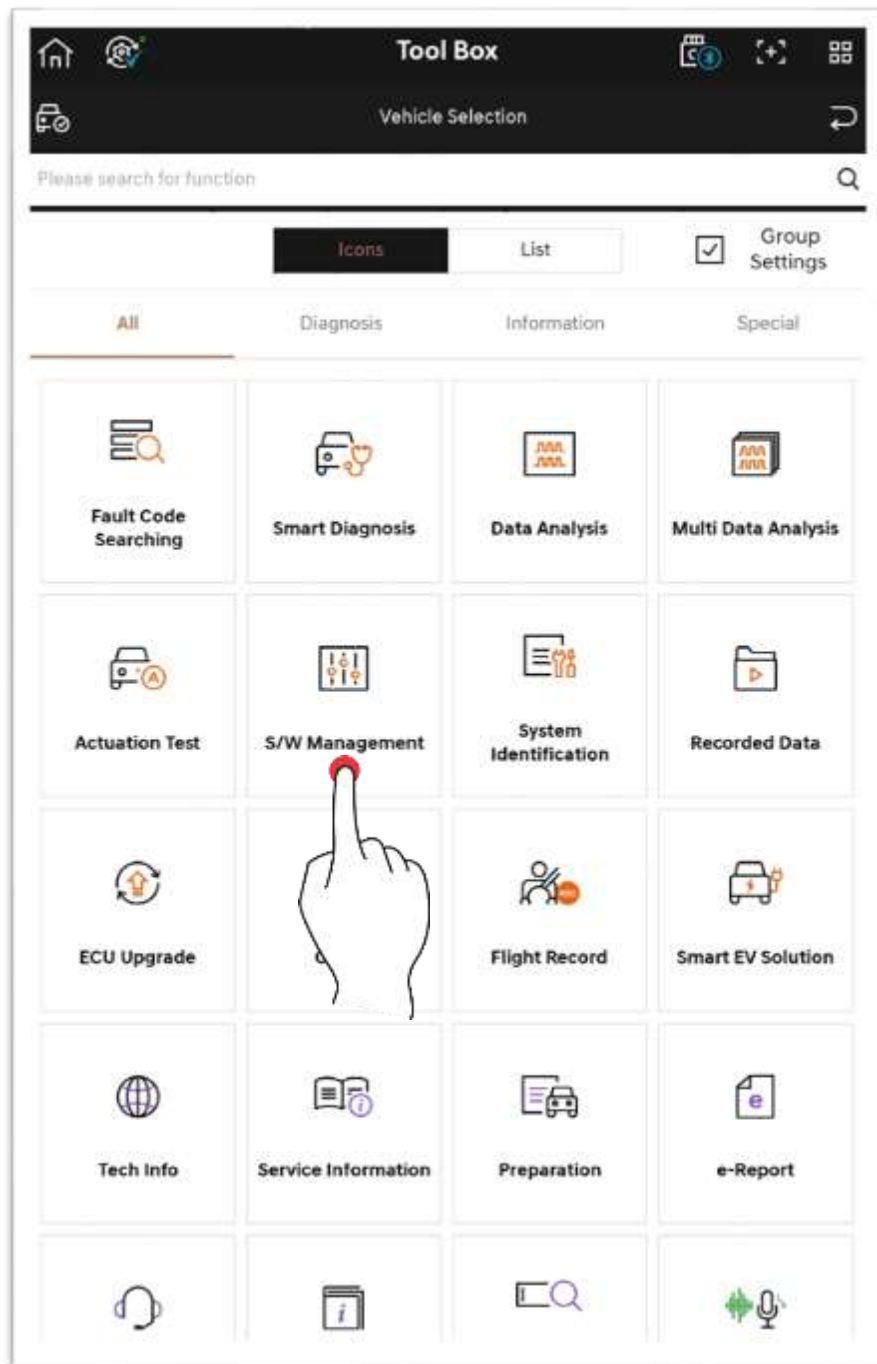 Tool Box
Vehicle Selection
Please search for function
Icons
List
Group
Settings
All
Diagnosis
Information
Special
Fault Code
Searching
Smart Diagnosis
Data Analysis
Multi Data Analysis
Actuation Test
S/W Management
System
Identification
Recorded Data
ECU Upgrade
Flight Record
Smart EV Solution
Tech Info
Service Information
Preparation
e-Report